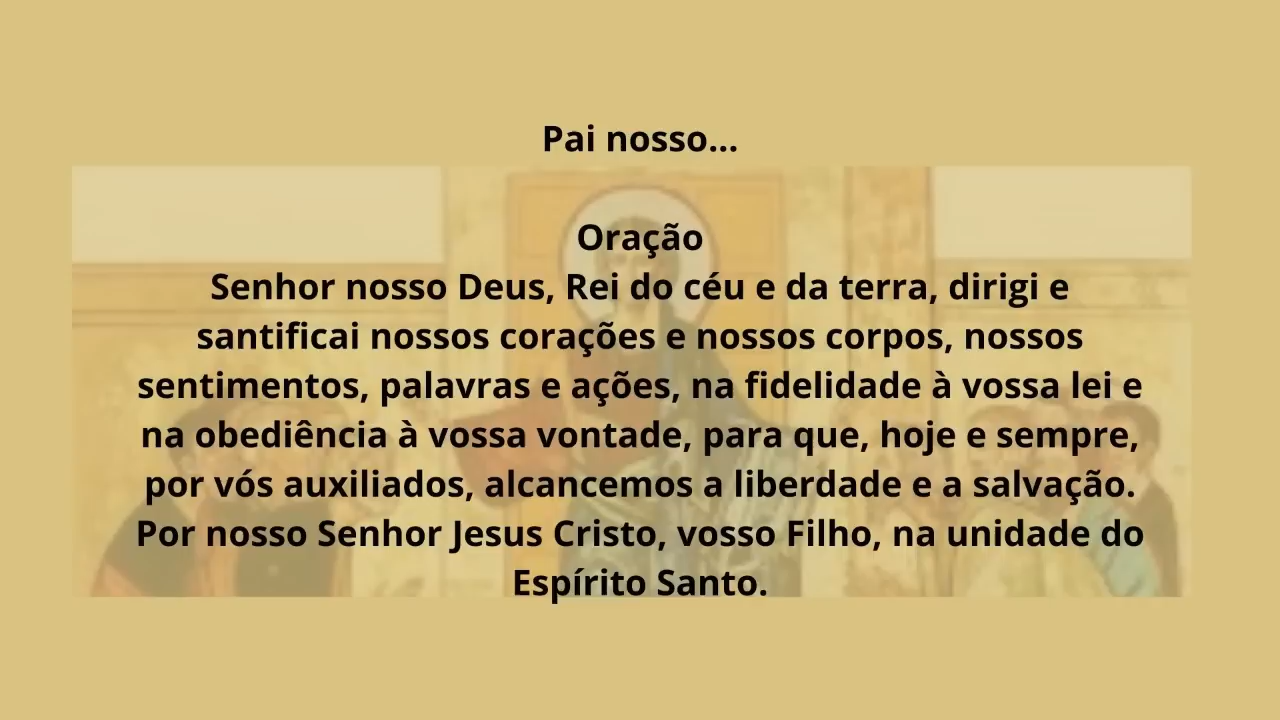 Pai nosso...
Oração
Senhor nosso Deus, Rei do céu e da terra, dirigi e
santificai nossos corações e nossos corpos, nossos
sentimentos, palavras e ações, na fidelidade à vossa lei e
na obediência à vossa vontade, para que, hoje e sempre,
por vós auxiliados, alcancemos a liberdade e a salvação.
Por nosso Senhor Jesus Cristo, vosso Filho, na unidade do
Espírito Santo.